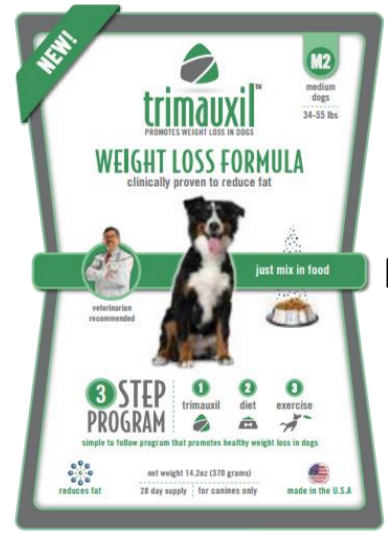 NEW!
M2
medium
dogs
34-55 lbs
trimauxil™
PROMOTES WEIGHT LOSS IN DOGS
WEIGHT LOSS FORMULA
clinically proven to reduce fat
just mix in food
veterinarian
recommended
3 STEP
PROGRAM
1 2 3
trimauxil diet exercise
simple to follow program that promotes healthy weight loss in dogs
net weight 14.2oz (370 grams)
reduces fat
28 day supply for canines only
made in the U.S.A